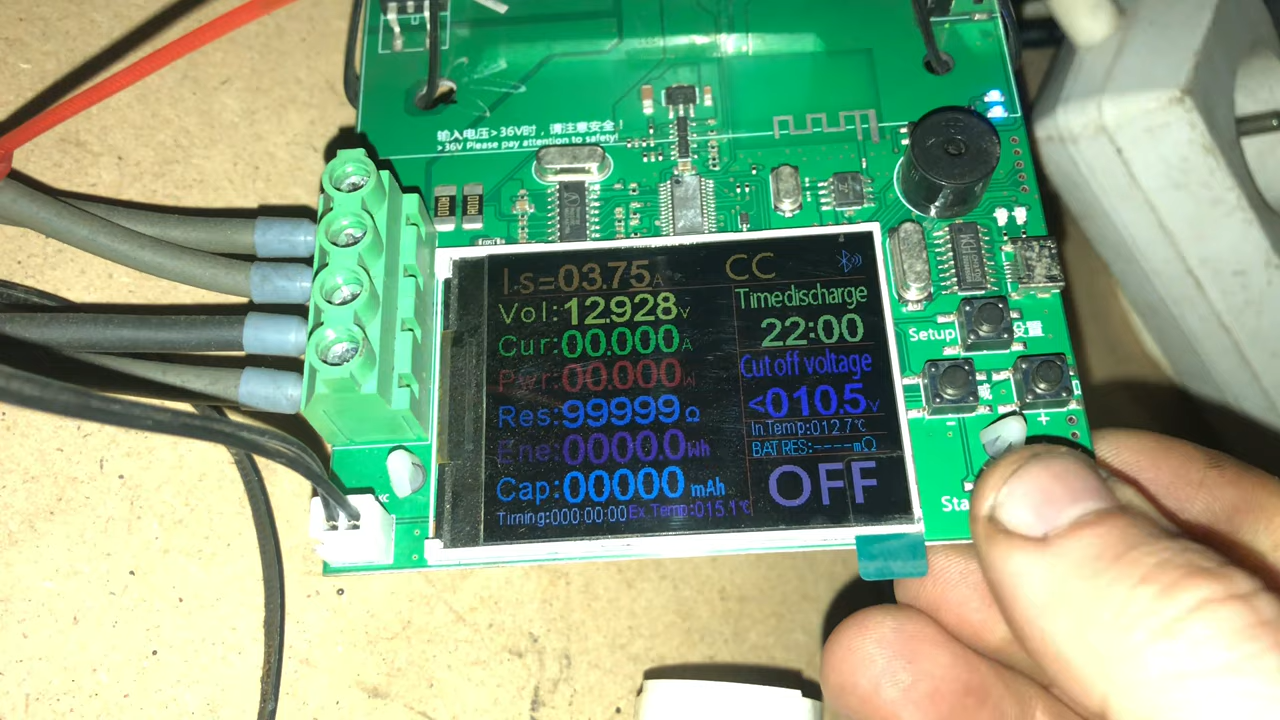 输入电压>36V时，请注意安全！
>36V Please pay attention to safety!
R100
R100
Is=03.75A
CC
Vol:12.928V
Cur:00.000A
Pwr:00.000W
Res:99999Ω
Ene:0000.0Wh
Cap:00000mAh
Timing:000:00:00 Ex.Temp:015.1℃
Timedischarge
22:00
Cut off voltage
<010.5V
In.Temp:012.7℃
BAT RES:----mΩ
OFF
Setup 设置
-
+